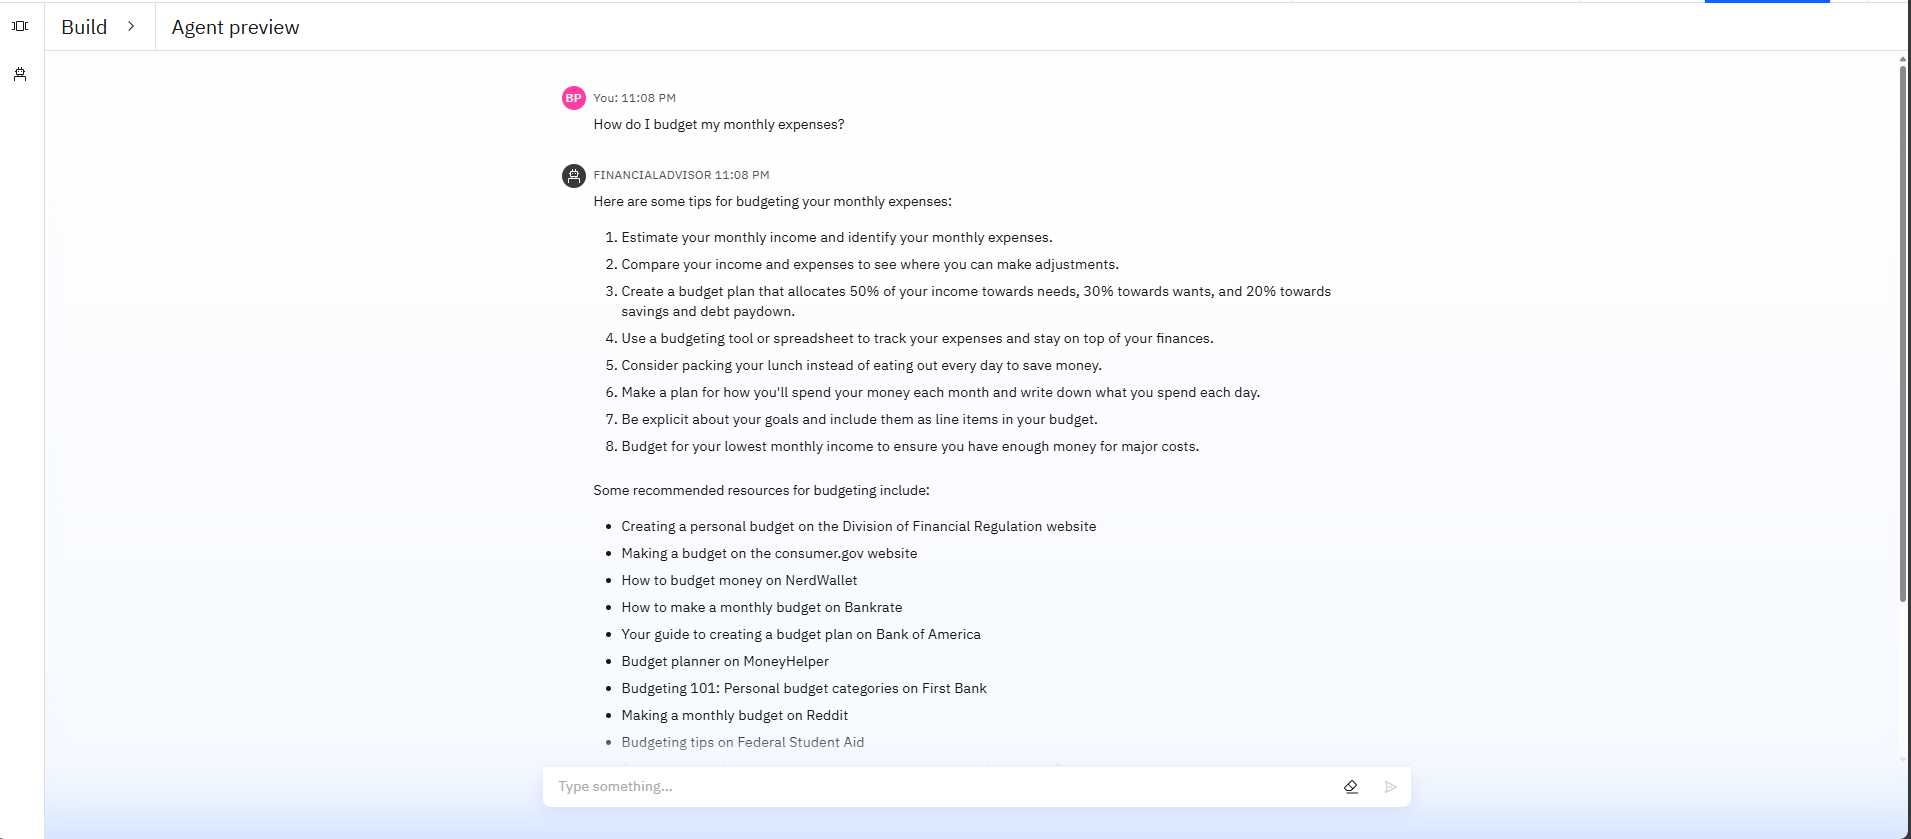 Build
Agent preview
BP
You: 11:08 PM
How do I budget my monthly expenses?
FINANCIALADVISOR 11:08 PM
Here are some tips for budgeting your monthly expenses:
1. Estimate your monthly income and identify your monthly expenses.
2. Compare your income and expenses to see where you can make adjustments.
3. Create a budget plan that allocates 50% of your income towards needs, 30% towards wants, and 20% towards
savings and debt paydown.
4. Use a budgeting tool or spreadsheet to track your expenses and stay on top of your finances.
5. Consider packing your lunch instead of eating out every day to save money.
6. Make a plan for how you'll spend your money each month and write down what you spend each day.
7. Be explicit about your goals and include them as line items in your budget.
8. Budget for your lowest monthly income to ensure you have enough money for major costs.
Some recommended resources for budgeting include:
• Creating a personal budget on the Division of Financial Regulation website
• Making a budget on the consumer.gov website
• How to budget money on NerdWallet
• How to make a monthly budget on Bankrate
• Your guide to creating a budget plan on Bank of America
• Budget planner on MoneyHelper
• Budgeting 101: Personal budget categories on First Bank
• Making a monthly budget on Reddit
• Budgeting tips on Federal Student Aid
Type something...